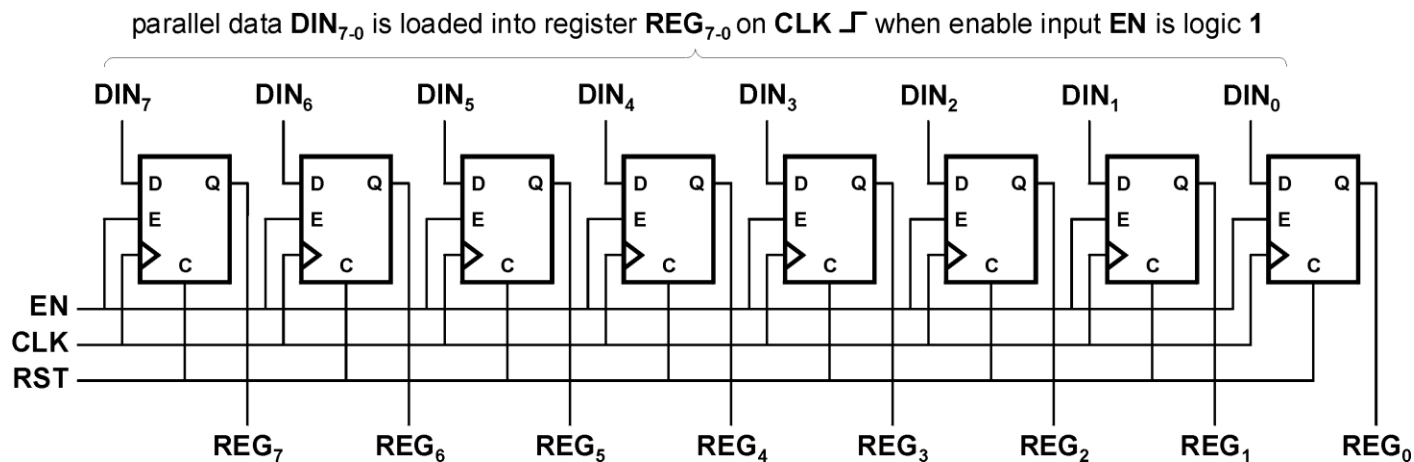 parallel data DIN₇₋₀ is loaded into register REG₇₋₀ on CLK when enable input EN is logic 1
DIN₇ DIN₆ DIN₅ DIN₄ DIN₃ DIN₂ DIN₁ DIN₀
D Q D Q D Q D Q D Q D Q D Q D Q
E E E E E E E E
C C C C C C C C
EN
CLK
RST
REG₇ REG₆ REG₅ REG₄ REG₃ REG₂ REG₁ REG₀